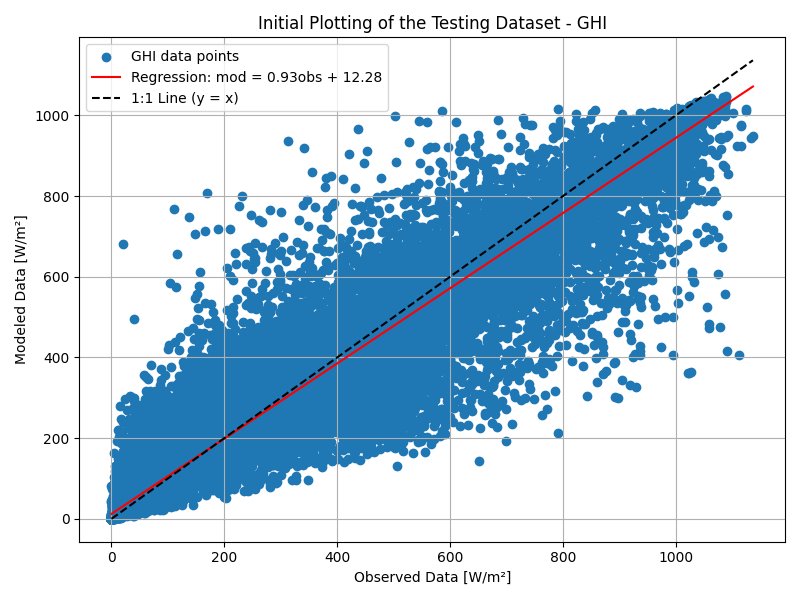 Initial Plotting of the Testing Dataset - GHI
GHI data points
Regression: mod = 0.93obs + 12.28
1:1 Line (y = x)
Modeled Data [W/m²]
1000
800
600
400
200
0
0 200 400 600 800 1000
Observed Data [W/m²]